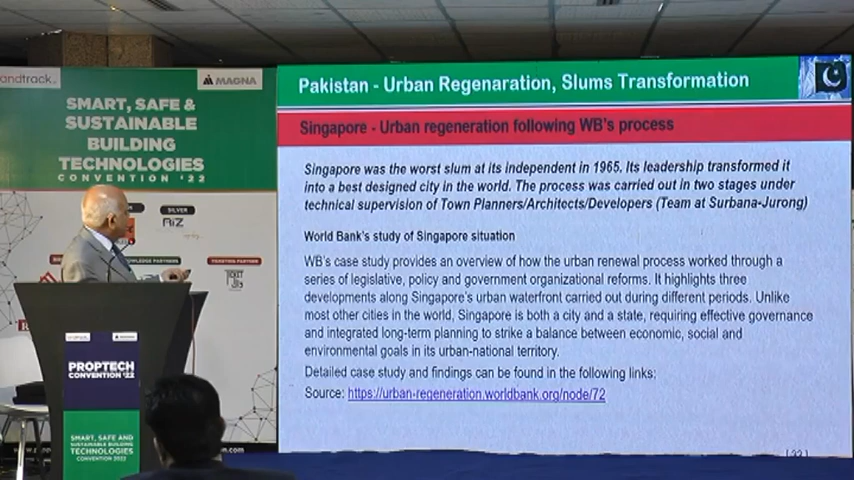 andtrack
MAGNA
SMART, SAFE &
SUSTAINABLE
BUILDING
TECHNOLOGIES
CONVENTION '22
SILVER
RiZ
KNOWLEDGE PARTNERS
TICKETING PARTNER
PROPTECH
CONVENTION '22
SMART, SAFE AND
SUSTAINABLE BUILDING
TECHNOLOGIES
CONVENTION 2022
Pakistan - Urban Regenaration, Slums Transformation
Singapore - Urban regeneration following WB's process
Singapore was the worst slum at its independent in 1965. Its leadership transformed it
into a best designed city in the world. The process was carried out in two stages under
technical supervision of Town Planners/Architects/Developers (Team at Surbana-Jurong)
World Bank's study of Singapore situation
WB's case study provides an overview of how the urban renewal process worked through a
series of legislative, policy and government organizational reforms. It highlights three
developments along Singapore's urban waterfront carried out during different periods. Unlike
most other cities in the world, Singapore is both a city and a state, requiring effective governance
and integrated long-term planning to strike a balance between economic, social and
environmental goals in its urban-national territory.
Detailed case study and findings can be found in the following links:
Source: https://urban-regeneration.worldbank.org/node/72